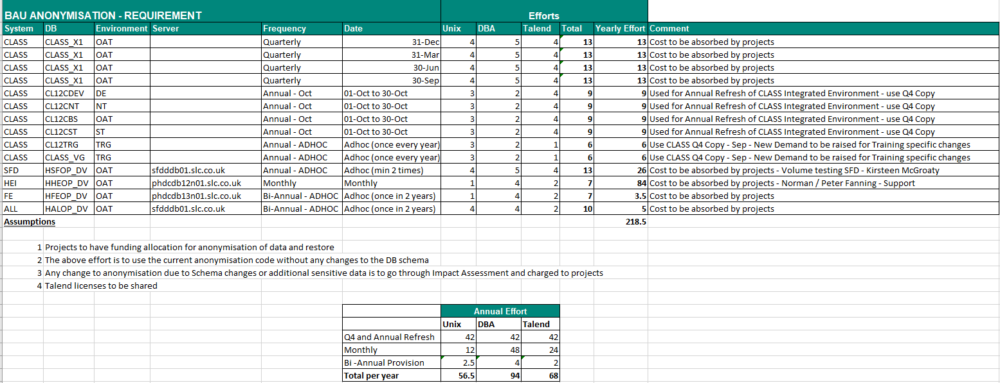 BAU ANONYMISATION - REQUIREMENT Efforts
System DB Environment Server Frequency Date Unix DBA Talend Total Yearly Effort Comment
CLASS CLASS_X1 OAT Quarterly 31-Dec 4 5 4 13 13 Cost to be absorbed by projects
CLASS CLASS_X1 OAT Quarterly 31-Mar 4 5 4 13 13 Cost to be absorbed by projects
CLASS CLASS_X1 OAT Quarterly 30-Jun 4 5 4 13 13 Cost to be absorbed by projects
CLASS CLASS_X1 OAT Quarterly 30-Sep 4 5 4 13 13 Cost to be absorbed by projects
CLASS CL12CDEV DE Annual - Oct 01-Oct to 30-Oct 3 2 4 9 9 Used for Annual Refresh of CLASS Integrated Environment - use Q4 Copy
CLASS CL12CNT NT Annual - Oct 01-Oct to 30-Oct 3 2 4 9 9 Used for Annual Refresh of CLASS Integrated Environment - use Q4 Copy
CLASS CL12CBS OAT Annual - Oct 01-Oct to 30-Oct 3 2 4 9 9 Used for Annual Refresh of CLASS Integrated Environment - use Q4 Copy
CLASS CL12CST ST Annual - Oct 01-Oct to 30-Oct 3 2 4 9 9 Used for Annual Refresh of CLASS Integrated Environment - use Q4 Copy
CLASS CL12TRG TRG Annual - ADHOC Adhoc (once every year) 3 2 1 6 6 Use CLASS Q4 Copy - Sep - New Demand to be raised for Training specific changes
CLASS CLASS_VG TRG Annual - ADHOC Adhoc (once every year) 3 2 1 6 6 Use CLASS Q4 Copy - Sep - New Demand to be raised for Training specific changes
SFD HSFOP_DV OAT sfdddb01.slc.co.uk Annual - ADHOC Adhoc (min 2 times) 4 5 4 13 26 Cost to be absorbed by projects - Volume testing SFD - Kirsteen McGroaty
HEI HHEOP_DV OAT phdcdb12n01.slc.co.uk Monthly Monthly 1 4 2 7 84 Cost to be absorbed by projects - Norman / Peter Fanning - Support
FE HFEOP_DV OAT phdcdb13n01.slc.co.uk Bi-Annual - ADHOC Adhoc (once in 2 years) 1 4 2 7 3.5 Cost to be absorbed by projects
ALL HALOP_DV OAT sfdddb01.slc.co.uk Bi-Annual - ADHOC Adhoc (once in 2 years) 4 4 2 10 5 Cost to be absorbed by projects
Assumptions 218.5
1 Projects to have funding allocation for anonymisation of data and restore
2 The above effort is to use the current anonymisation code without any changes to the DB schema
3 Any change to anonymisation due to Schema changes or additional sensitive data is to go through Impact Assessment and charged to projects
4 Talend licenses to be shared
Annual Effort
Unix DBA Talend
Q4 and Annual Refresh 42 42 42
Monthly 12 48 24
Bi -Annual Provision 2.5 4 2
Total per year 56.5 94 68